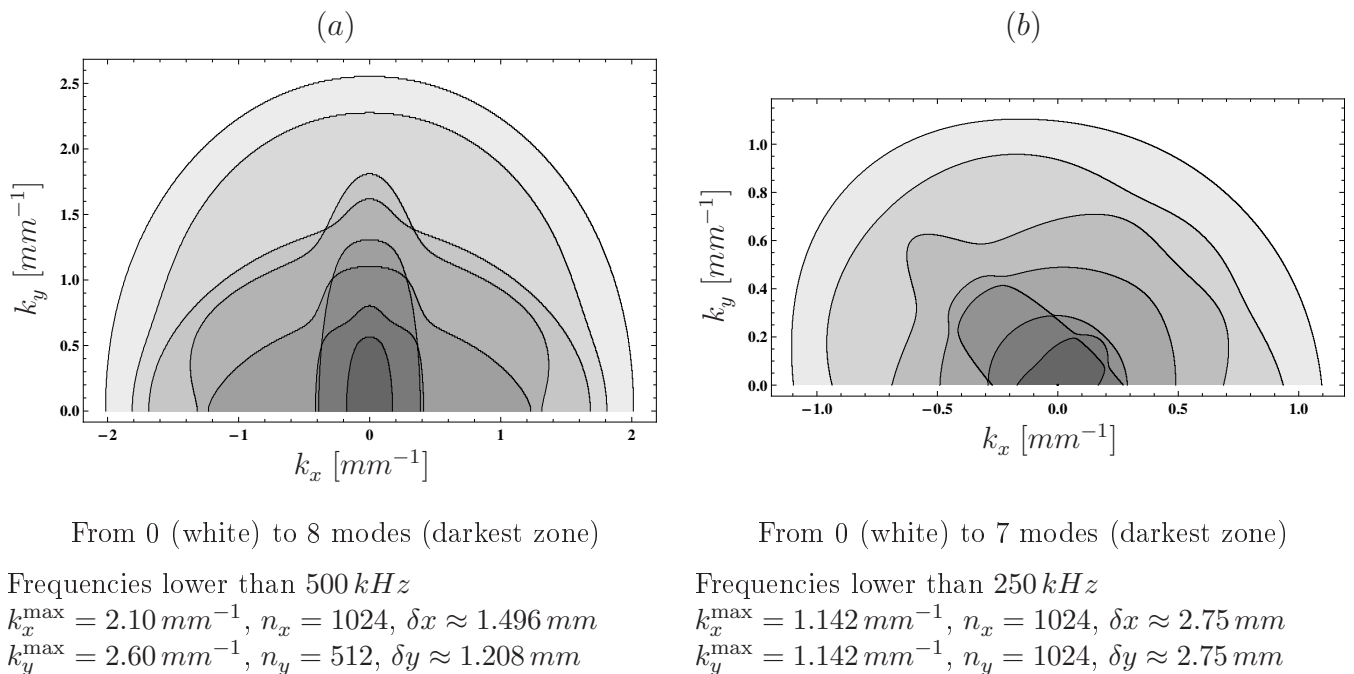 (a)
(b)
2.5
2.0
1.5
1.0
0.5
0.0
−2
−1
0
1
2
k_y [mm^{−1}]
k_x [mm^{−1}]
1.0
0.8
0.6
0.4
0.2
0.0
−1.0
−0.5
0.0
0.5
1.0
k_y [mm^{−1}]
k_x [mm^{−1}]
From 0 (white) to 8 modes (darkest zone)
Frequencies lower than 500 kHz
k_x^{max} = 2.10 mm^{−1}, n_x = 1024, δx ≈ 1.496 mm
k_y^{max} = 2.60 mm^{−1}, n_y = 512, δy ≈ 1.208 mm
From 0 (white) to 7 modes (darkest zone)
Frequencies lower than 250 kHz
k_x^{max} = 1.142 mm^{−1}, n_x = 1024, δx ≈ 2.75 mm
k_y^{max} = 1.142 mm^{−1}, n_y = 1024, δy ≈ 2.75 mm